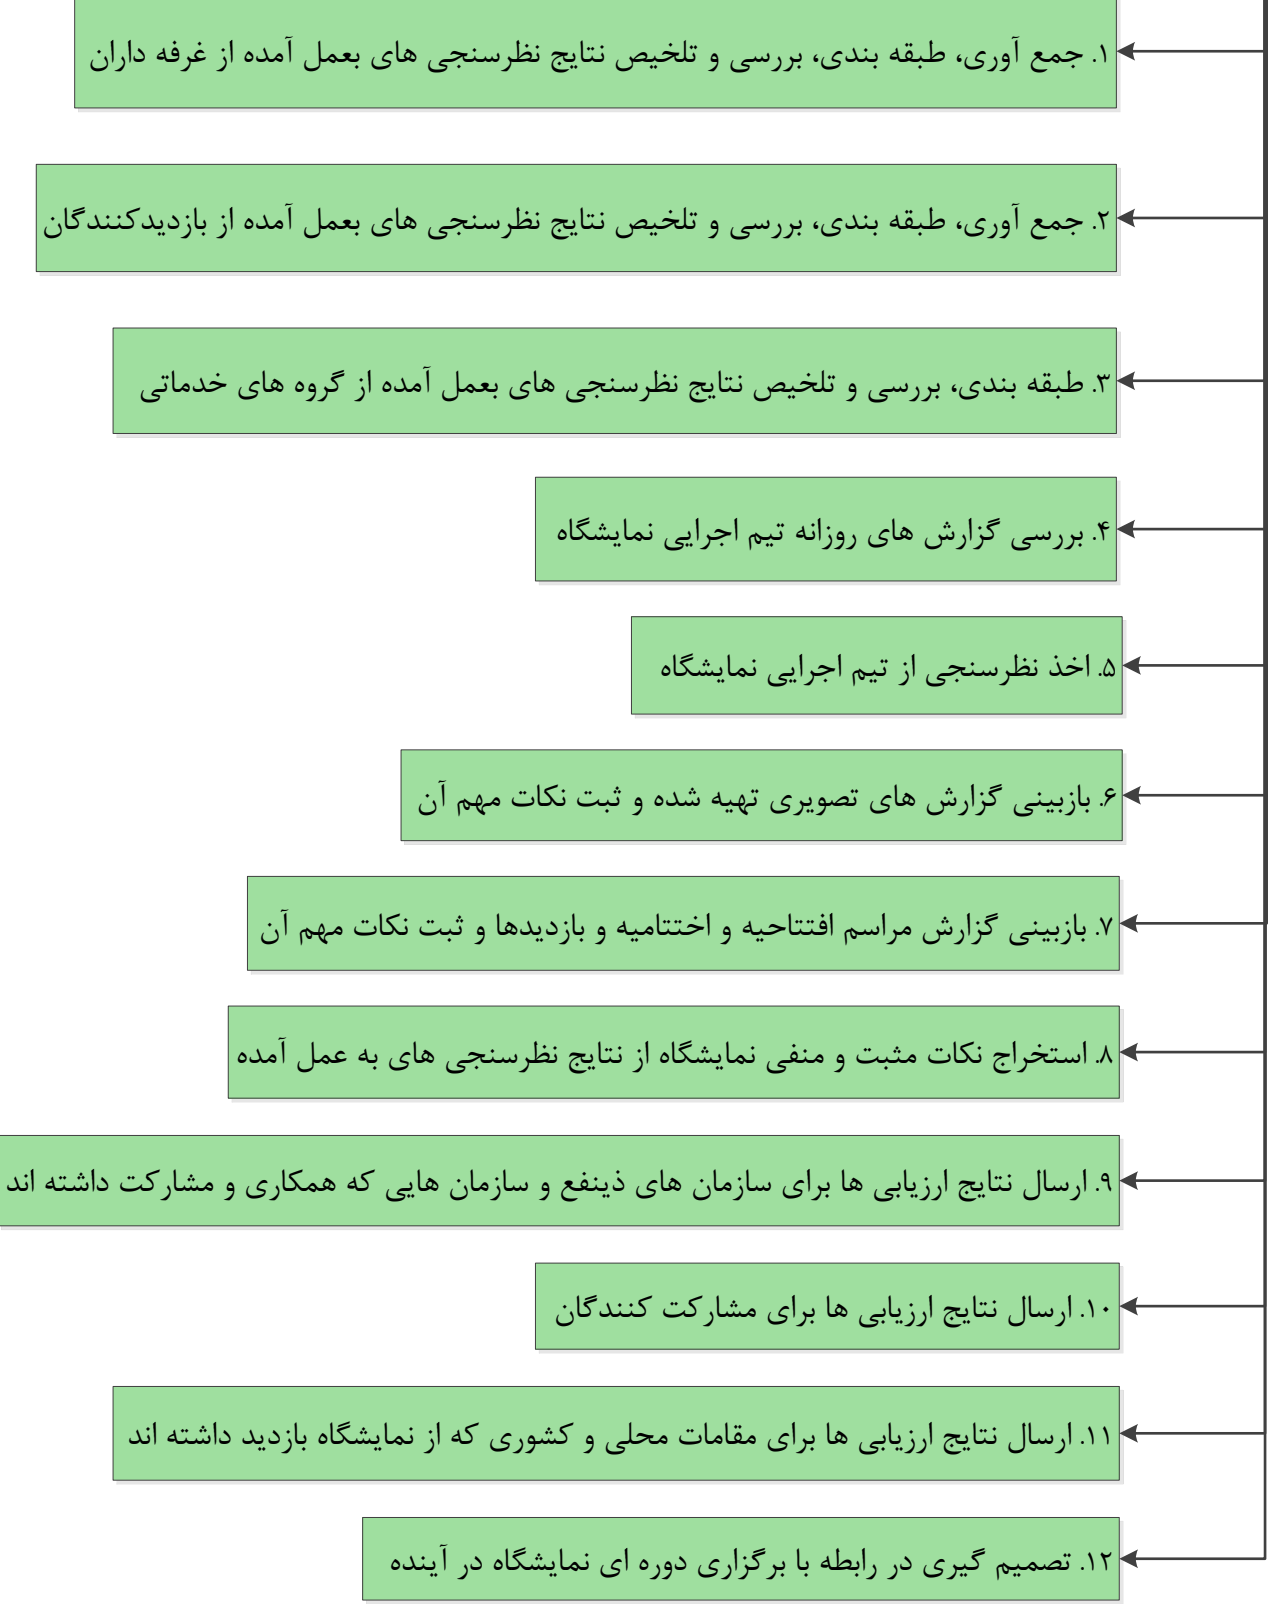 ۱. جمع آوری، طبقه بندی، بررسی و تلخیص نتایج نظرسنجی های بعمل آمده از غرفه داران
۲. جمع آوری، طبقه بندی، بررسی و تلخیص نتایج نظرسنجی های بعمل آمده از بازدیدکنندگان
۳. طبقه بندی، بررسی و تلخیص نتایج نظرسنجی های بعمل آمده از گروه های خدماتی
۴. بررسی گزارش های روزانه تیم اجرایی نمایشگاه
۵. اخذ نظرسنجی از تیم اجرایی نمایشگاه
۶. بازبینی گزارش های تصویری تهیه شده و ثبت نکات مهم آن
۷. بازبینی گزارش مراسم افتتاحیه و اختتامیه و بازدیدها و ثبت نکات مهم آن
۸. استخراج نکات مثبت و منفی نمایشگاه از نتایج نظرسنجی های به عمل آمده
۹. ارسال نتایج ارزیابی ها برای سازمان های ذینفع و سازمان هایی که همکاری و مشارکت داشته اند
۱۰. ارسال نتایج ارزیابی ها برای مشارکت کنندگان
۱۱. ارسال نتایج ارزیابی ها برای مقامات محلی و کشوری که از نمایشگاه بازدید داشته اند
۱۲. تصمیم گیری در رابطه با برگزاری دوره ای نمایشگاه در آینده